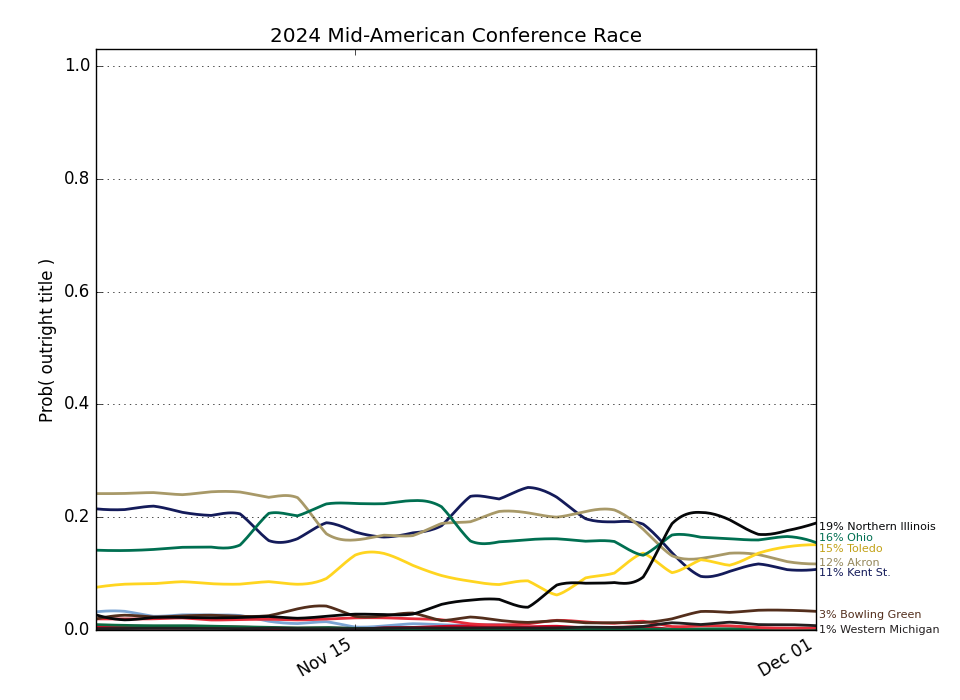 2024 Mid-American Conference Race
Prob( outright title )
1.0
0.8
0.6
0.4
0.2
0.0
Nov 15
Dec 01
19% Northern Illinois
16% Ohio
15% Toledo
12% Akron
11% Kent St.
3% Bowling Green
1% Western Michigan